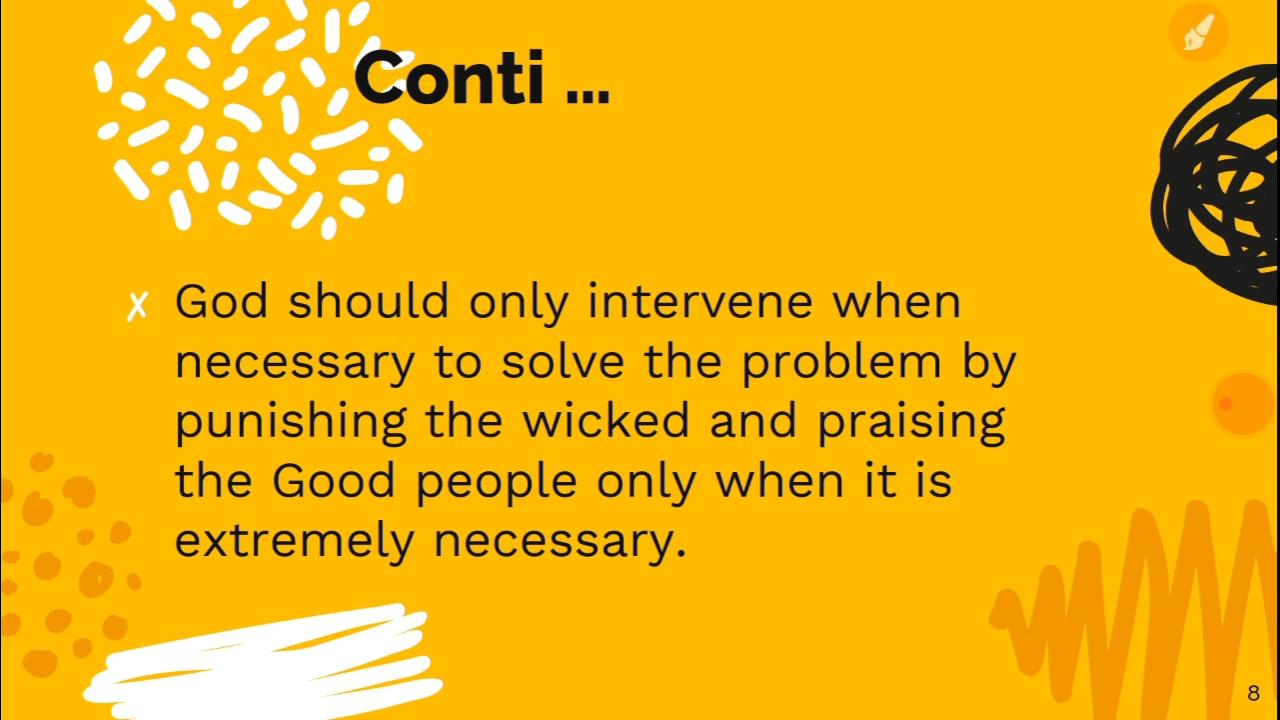 Conti ...
✗ God should only intervene when
necessary to solve the problem by
punishing the wicked and praising
the Good people only when it is
extremely necessary.
8